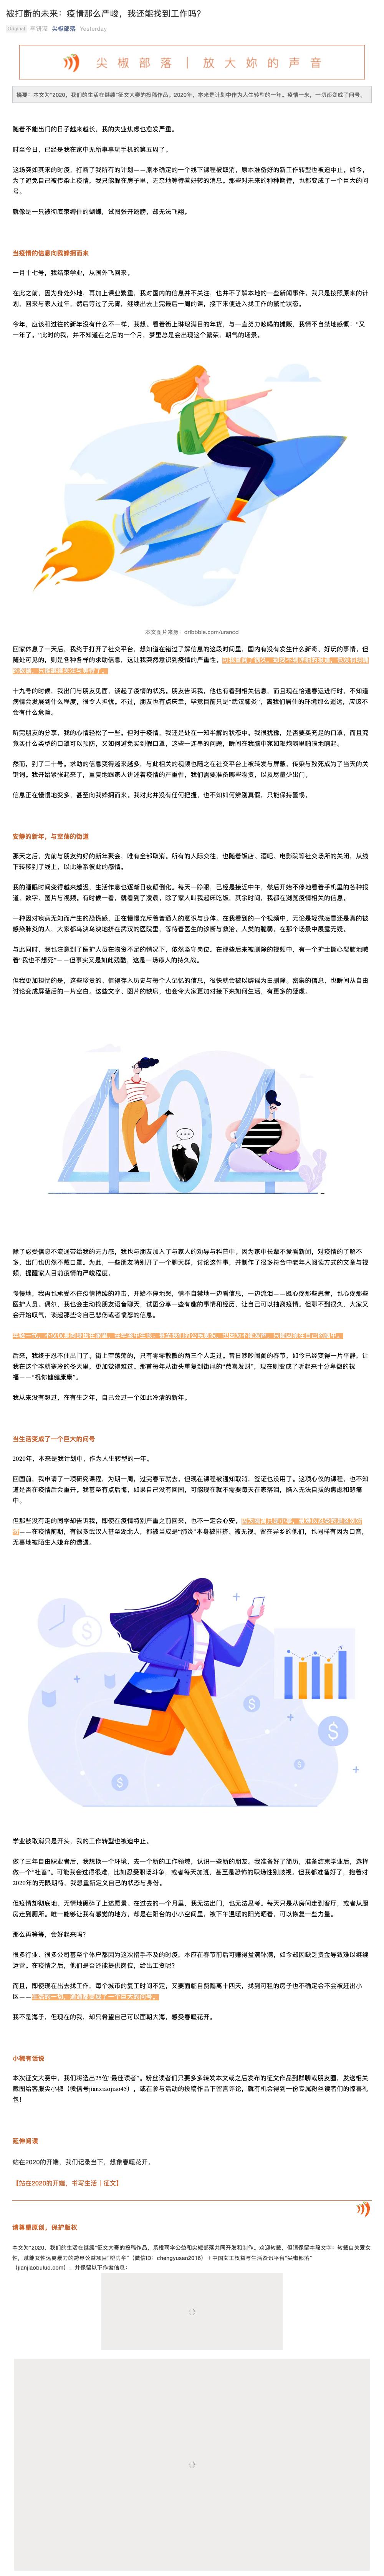 被打断的未来：疫情那么严峻，我还能找到工作吗？
Original 李妍谨 尖椒部落 Yesterday
尖 椒 部 落 | 放 大 妳 的 声 音
摘要：本文为“2020，我们的生活在继续”征文大赛的投稿作品。2020年，本来是计划中作为人生转型的一年。疫情一来，一切都变成了问号。
随着不能出门的日子越来越长，我的失业焦虑也愈发严重。
时至今日，已经是我在家中无所事事玩手机的第五周了。
这场突如其来的时疫，打断了我所有的计划——原本确定的一个线下课程被取消，原本准备好的新工作转型也被迫中止。如今，
为了避免自己被传染上疫情，我只能躲在房子里，无奈地等待着好转的消息。那些对未来的种种期待，也都变成了一个巨大的问
号。
就像是一只被彻底束缚住的蝴蝶，试图张开翅膀，却无法飞翔。
当疫情的信息向我蜂拥而来
一月十七号，我结束学业，从国外飞回来。
在此之前，因为身处外地，再加上课业繁重，我对国内的信息并不关注，也并不了解本地的一些新闻事件。我只是按照原来的计
划，回来与家人过年，然后等过了元宵，继续出去上完最后一周的课，接下来便进入找工作的繁忙状态。
今年，应该和过往的新年没有什么不一样，我想。看着街上琳琅满目的年货，与一直努力吆喝的摊贩，我情不自禁地感慨：“又
一年了。”此时的我，并不知道在之后的一个月，梦里总是会出现这个繁荣、朝气的场景。
本文图片来源：dribbble.com/urancd
回家休息了一天后，我终于打开了社交平台，想知道在错过了解信息的这段时间里，国内有没有发生什么新奇、好玩的事情。但
随处可见的，则是各种各样的求助信息，这让我突然意识到疫情的严重性。
十九号的时候，我出门与朋友见面，谈起了疫情的状况。朋友告诉我，他也有看到相关信息，而且现在恰逢春运进行时，不知道
病情会发展到什么程度，很令人担忧。不过，朋友也有点庆幸，毕竟目前只是“武汉肺炎”，离我们居住的环境那么遥远，应该不
会有什么危险。
听完朋友的分享，我的心情轻松了一些。但对于疫情，我还是处在一知半解的状态中。我很犹豫，是否要买充足的口罩，而且究
竟买什么类型的口罩可以预防，又如何避免买到假口罩，这些一连串的问题，瞬间在我脑中宛如鞭炮噼里啪啦地响起。
然而，到了二十号。求助的信息变得越来越多，与此相关的视频也随之在社交平台上被转发与屏蔽，传染与致死成为了当天的关
键词。我开始紧张起来了，重复地跟家人讲述着疫情的严重性，我们需要准备哪些物资，以及尽量少出门。
信息正在慢慢地变多，甚至向我蜂拥而来。我对此并没有任何把握，也不知如何辨别真假，只能保持警惕。
安静的新年，与空荡的街道
那天之后，先前与朋友约好的新年聚会，唯有全部取消。所有的人际交往，也随着饭店、酒吧、电影院等社交场所的关闭，从线
下转移到了线上，以此维系彼此的感情。
我的睡眠时间变得越来越迟，生活作息也逐渐日夜颠倒化。每天一睁眼，已经是接近中午，然后开始不停地看着手机里的各种报
道、数字、图片与视频。有时候一看，就看到了凌晨。除了家人叫我起床吃饭，其余时间，我都在浏览疫情相关的信息。
一种因对疾病无知而产生的恐慌感，正在慢慢充斥着普通人的意识与身体。在我看到的一个视频中，无论是轻微感冒还是真的被
感染肺炎的人，大家都乌泱乌泱地挤在武汉的医院里，等待着医生的诊断与救治。人类的脆弱，在那个场景中展露无疑。
与此同时，我也注意到了医护人员在物资不足的情况下，依然坚守岗位。在那些后来被删除的视频中，有一个护士撕心裂肺地喊
着“我也不想死”——但事实又是如此残酷，这是一场瘆人的持久战。
但我更加担忧的是，这些珍贵的、值得存入历史与每个人记忆的信息，很快就会被以辟谣为由删除。密集的信息，也瞬间从自由
讨论变成屏蔽后的一片空白。这些文字、图片的缺席，也会令大家更加对接下来如何生活，有更多的疑虑。
除了忍受信息不流通带给我的无力感，我也与朋友加入了与家人的劝导与科普中。因为家中长辈不爱看新闻，对疫情的了解不
多，出门也仍然不戴口罩。为此，一些朋友特别开了一个聊天群，讨论这件事，并制作了很多符合中老年人阅读方式的文章与视
频，提醒家人目前疫情的严峻程度。
慢慢地，我再也承受不住疫情持续的冲击，开始不停地哭，情不自禁地一边看信息，一边流泪——既心疼那些患者，也心疼那些
医护人员。偶尔，我也会主动找朋友语音聊天，试图分享一些有趣的事情和经历，让自己可以抽离疫情。但聊不到很久，大家又
会开始叹气，谈起那些令自己悲伤或者愤怒的信息。
后来，我终于忍不住出门了。街上空荡荡的，只有零零散散的两三个人走过。昔日吵吵闹闹的春节，如今已经变得一片平静，让
我在这个本就寒冷的冬天里，更加觉得难过。那首每年从街头重复到街尾的“恭喜发财”，现在则变成了听起来十分卑微的祝
福——“祝你健健康康”。
我从来没有想过，在有生之年，自己会过一个如此冷清的新年。
当生活变成了一个巨大的问号
2020年，本来是我计划中，作为人生转型的一年。
回国前，我申请了一项研究课程，为期一周，过完春节就去。但现在课程被通知取消，签证也没用了。这项心仪的课程，也不知
道是否在疫情后会重开。我甚至有点后悔，如果自己没有回国，可能现在就不需要每天在家落泪，陷入无法自拔的焦虑和悲痛
中。
但那些没有走的同学却告诉我，即便在疫情特别严重之前回来，也不一定会心安。
——在疫情前期，有很多武汉人甚至湖北人，都被当成是“肺炎”本身被排挤、被无视。留在异乡的他们，也同样有因为口音，
无辜地被陌生人嫌弃的遭遇。
学业被取消只是开头，我的工作转型也被迫中止。
做了三年自由职业者后，我想换一个环境，去一个新的工作领域，认识一些新的朋友。我准备好了简历，准备结束学业后，选择
做一个“社畜”。可能我会过得很难，比如忍受职场斗争，或者每天加班，甚至是恐怖的职场性别歧视。但我都准备好了，抱着对
2020年的无限期待，我想重新定义自己的状态与身份。
但疫情却彻底地、无情地碾碎了上述愿景。在过去的一个月里，我无法出门，也无法思考。每天只是从房间走到客厅，或者从厨
房走到厕所。唯一能够让我有感觉的地方，却是在阳台的小小空间里，被下午温暖的阳光晒着，可以恢复一些力量。
那么再等等，会好起来吗？
很多行业、很多公司甚至个体户都因为这次措手不及的时疫，本应在春节前后可赚得盆满钵满，如今却因缺乏资金导致难以继续
运营。在疫情之后，他们是否还能提供岗位，给出工资呢？
而且，即便现在出去找工作，每个城市的复工时间不定，又要面临自费隔离十四天，找到可租的房子也不确定会不会被赶出小
区——
我不是海子，但现在的我，却只希望自己可以面朝大海，感受春暖花开。
小椒有话说
本次征文大赛中，我们将选出25位“最佳读者”。粉丝读者们只要多多转发本文或之后发布的征文作品到群聊或朋友圈，发送相关
截图给客服尖小椒（微信号jianxiaojiao45），或在参与活动的投稿作品下留言评论，就有机会得到一份专属粉丝读者们的惊喜礼
包！
延伸阅读
站在2020的开端，我们记录当下，想象春暖花开。
【站在2020的开端，书写生活｜征文】
请尊重原创，保护版权
本文为“2020，我们的生活在继续”征文大赛的投稿作品，系橙雨伞公益和尖椒部落共同开发和制作。欢迎转载，但请保留本段文字：转载自关爱女
性，赋能女性远离暴力的跨界公益项目“橙雨伞”（微信ID：chengyusan2016）＋中国女工权益与生活资讯平台“尖椒部落”
（jianjiaobuluo.com）。并保留以下作者信息：